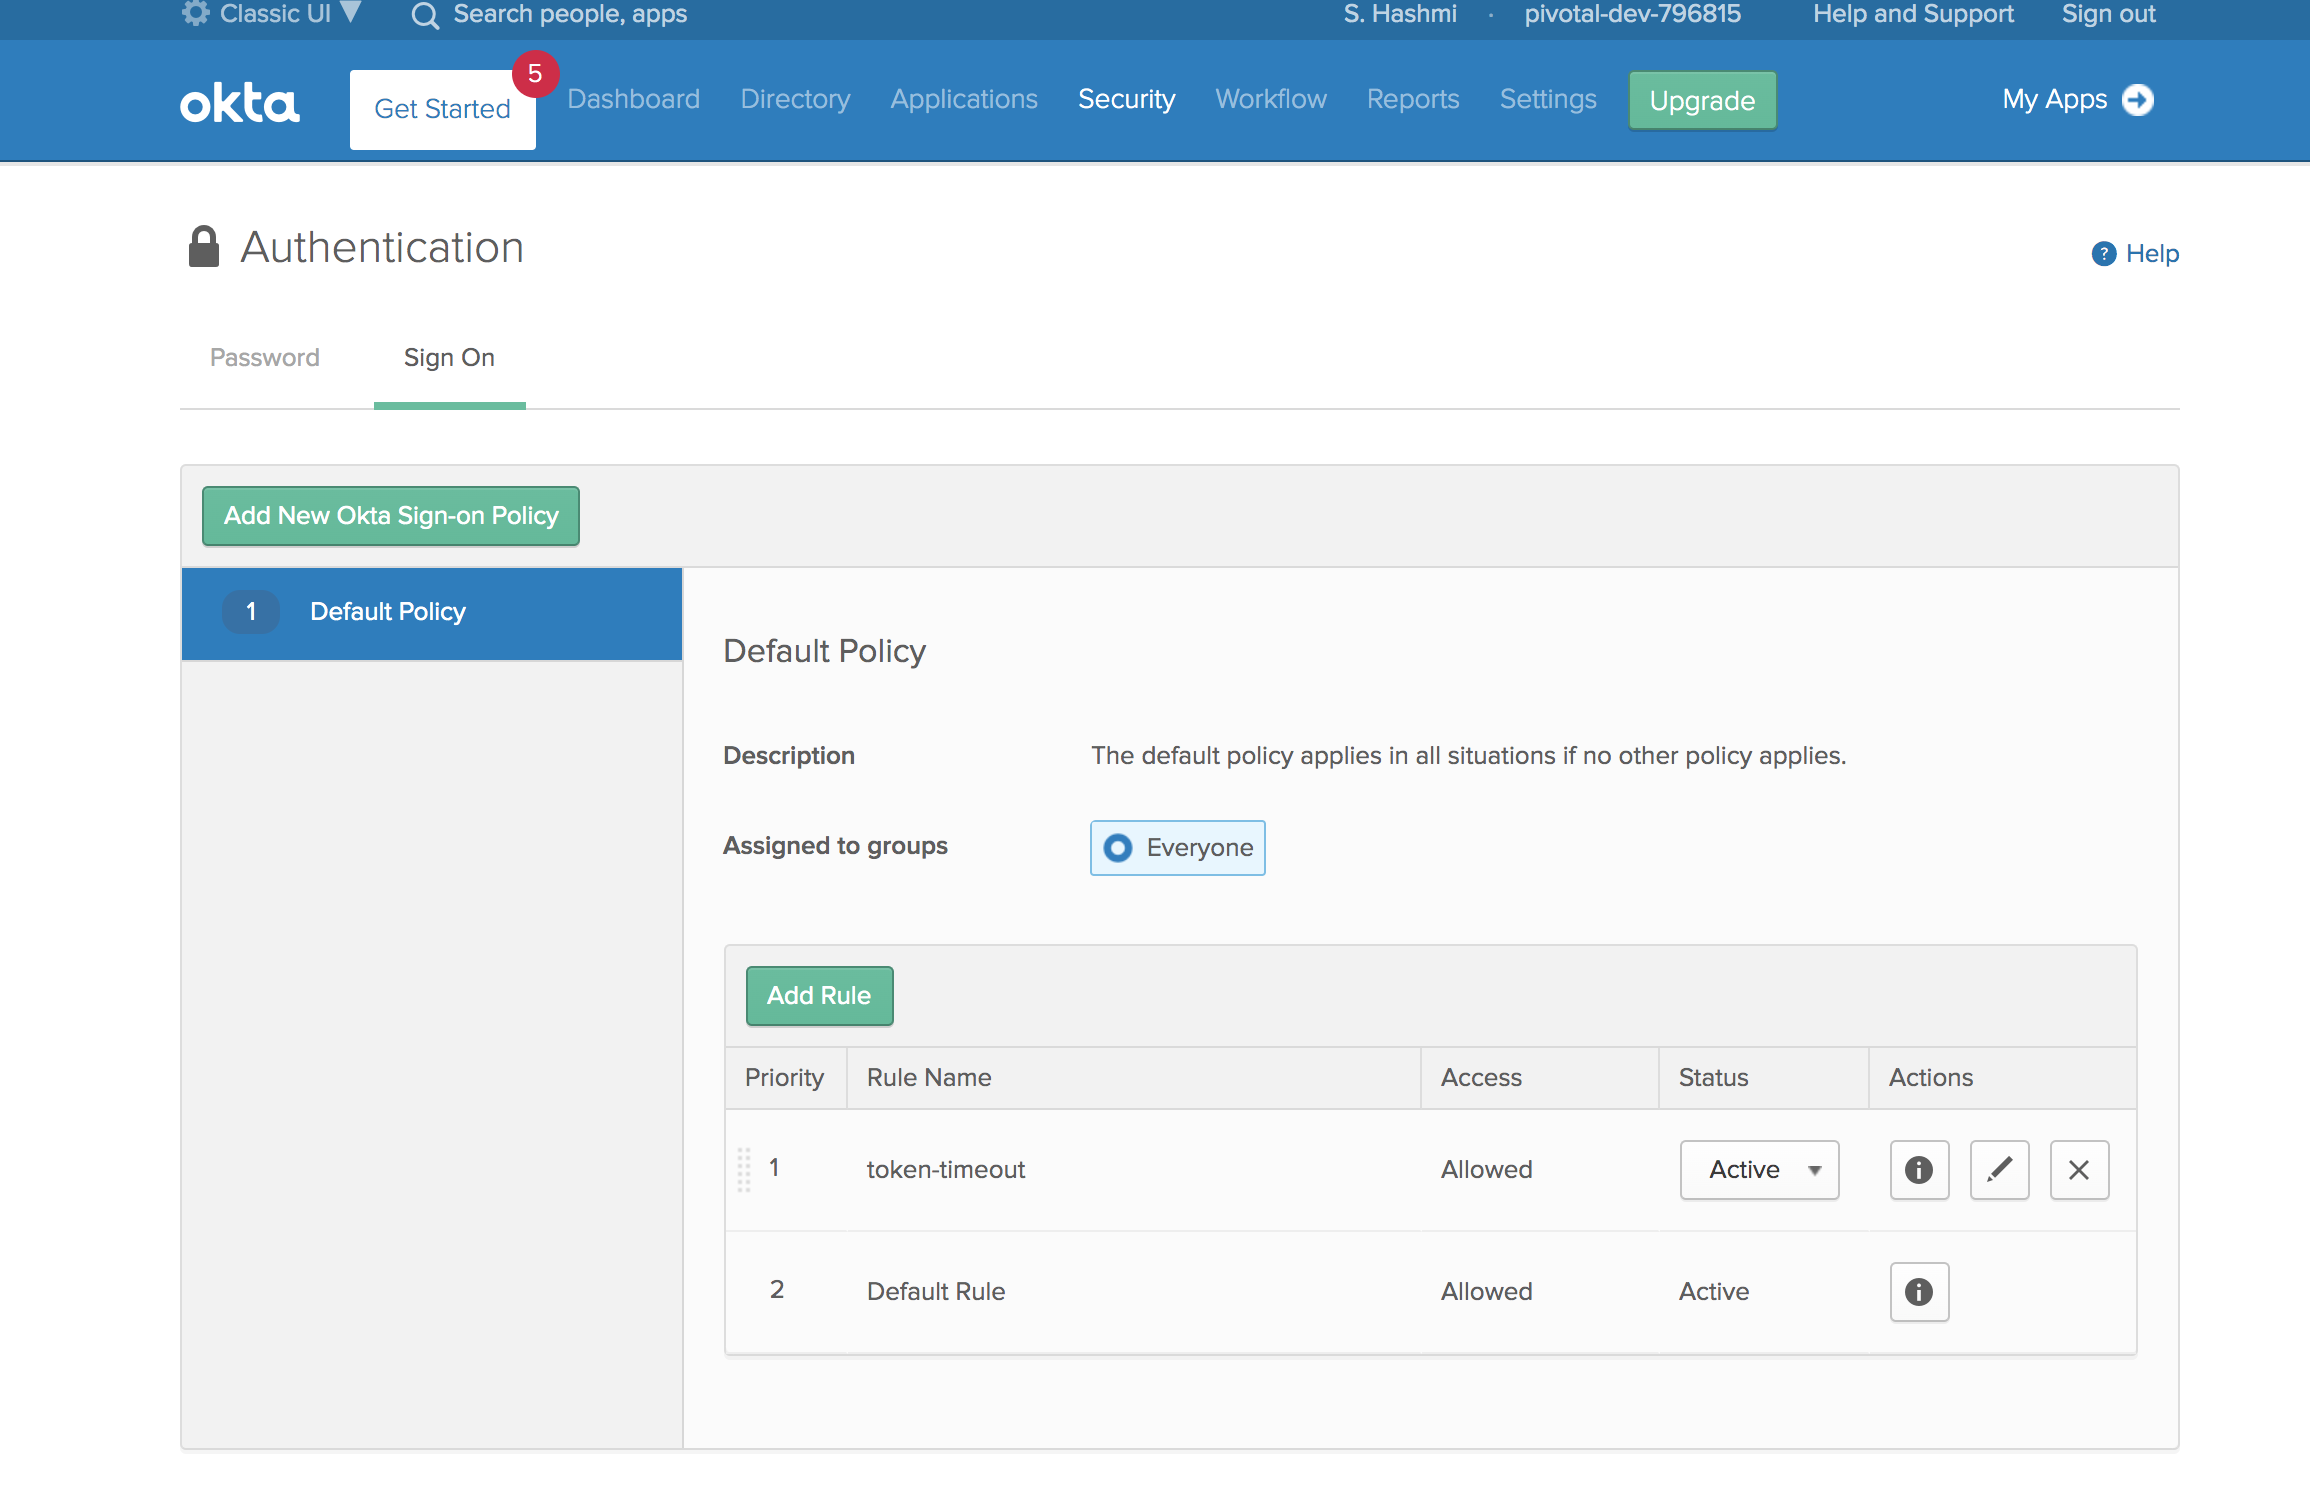 Classic UI Search people, apps S. Hashmi · pivotal-dev-796815 Help and Support Sign out
okta Get Started 5 Dashboard Directory Applications Security Workflow Reports Settings Upgrade My Apps
Authentication
? Help
Password Sign On
Add New Okta Sign-on Policy
1 Default Policy
Default Policy
Description The default policy applies in all situations if no other policy applies.
Assigned to groups Everyone
Add Rule
Priority Rule Name Access Status Actions
1 token-timeout Allowed Active
2 Default Rule Allowed Active